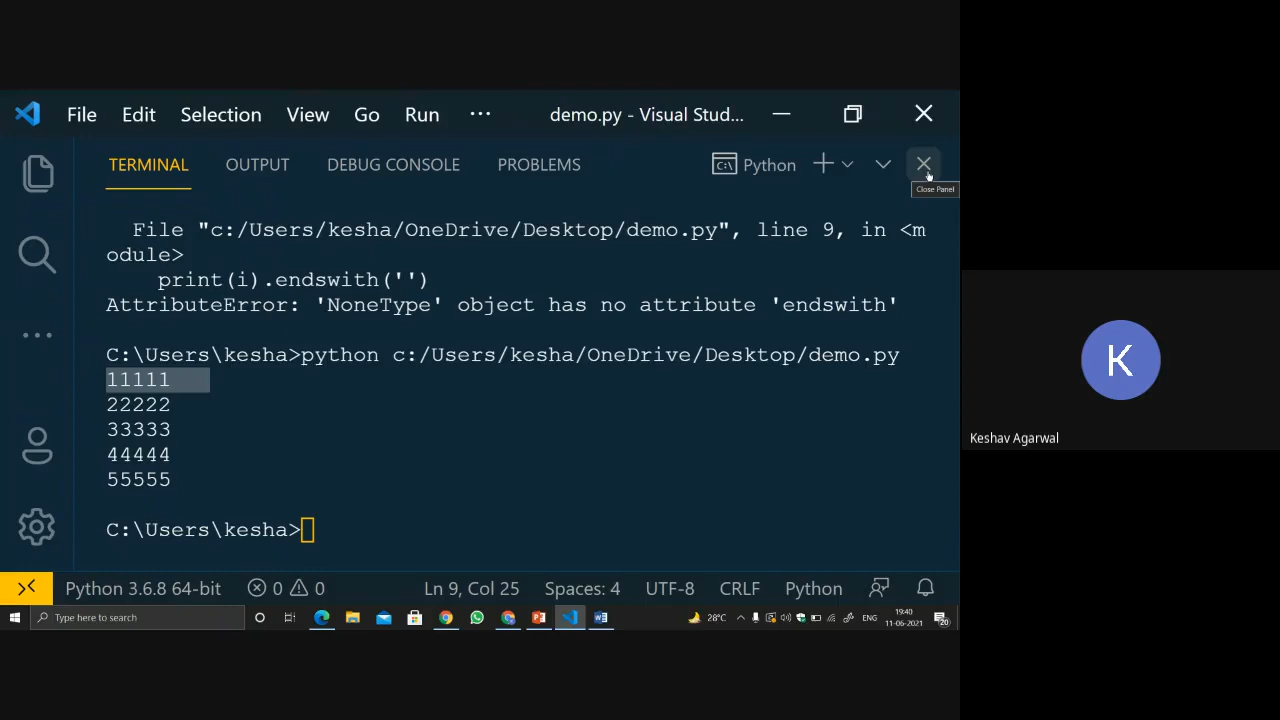 File Edit Selection View Go Run ··· demo.py - Visual Stud...
TERMINAL OUTPUT DEBUG CONSOLE PROBLEMS Python
Close Panel
File "c:/Users/kesha/OneDrive/Desktop/demo.py", line 9, in <m
odule>
print(i).endswith('')
AttributeError: 'NoneType' object has no attribute 'endswith'
C:\Users\kesha>python c:/Users/kesha/OneDrive/Desktop/demo.py
11111
22222
33333
44444
55555
C:\Users\kesha>
Python 3.6.8 64-bit 0 0 Ln 9, Col 25 Spaces: 4 UTF-8 CRLF Python
Type here to search 28°C ENG 19:40
11-06-2021 20
K
Keshav Agarwal